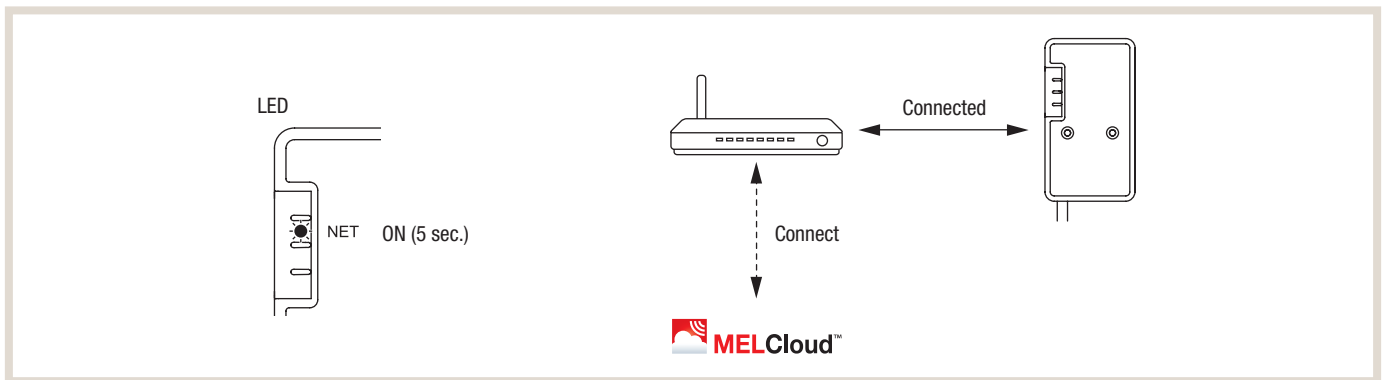 LED
NET ON (5 sec.)
Connected
Connect
MELCloud™